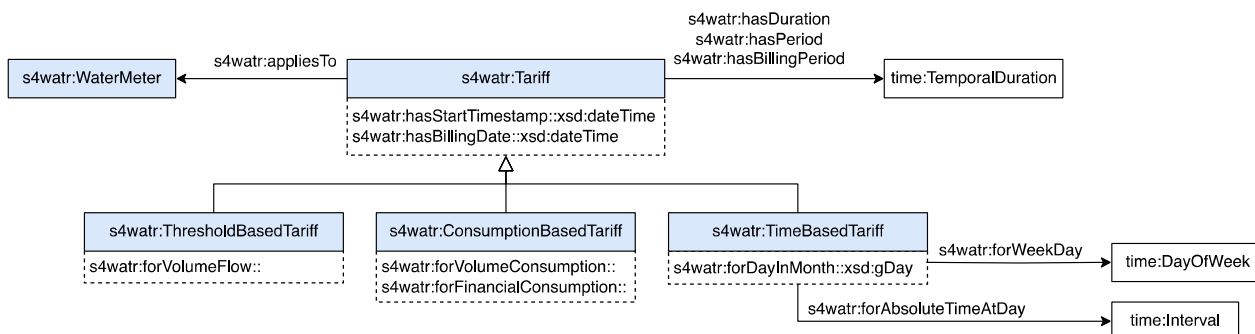 s4watr:hasDuration
s4watr:hasPeriod
s4watr:hasBillingPeriod
s4watr:WaterMeter
s4watr:appliesTo
s4watr:Tariff
time:TemporalDuration
s4watr:hasStartTimestamp::xsd:dateTime
s4watr:hasBillingDate::xsd:dateTime
s4watr:ThresholdBasedTariff
s4watr:forVolumeFlow::
s4watr:ConsumptionBasedTariff
s4watr:forVolumeConsumption::
s4watr:forFinancialConsumption::
s4watr:TimeBasedTariff
s4watr:forDayInMonth::xsd:gDay
s4watr:forWeekDay
time:DayOfWeek
s4watr:forAbsoluteTimeAtDay
time:Interval